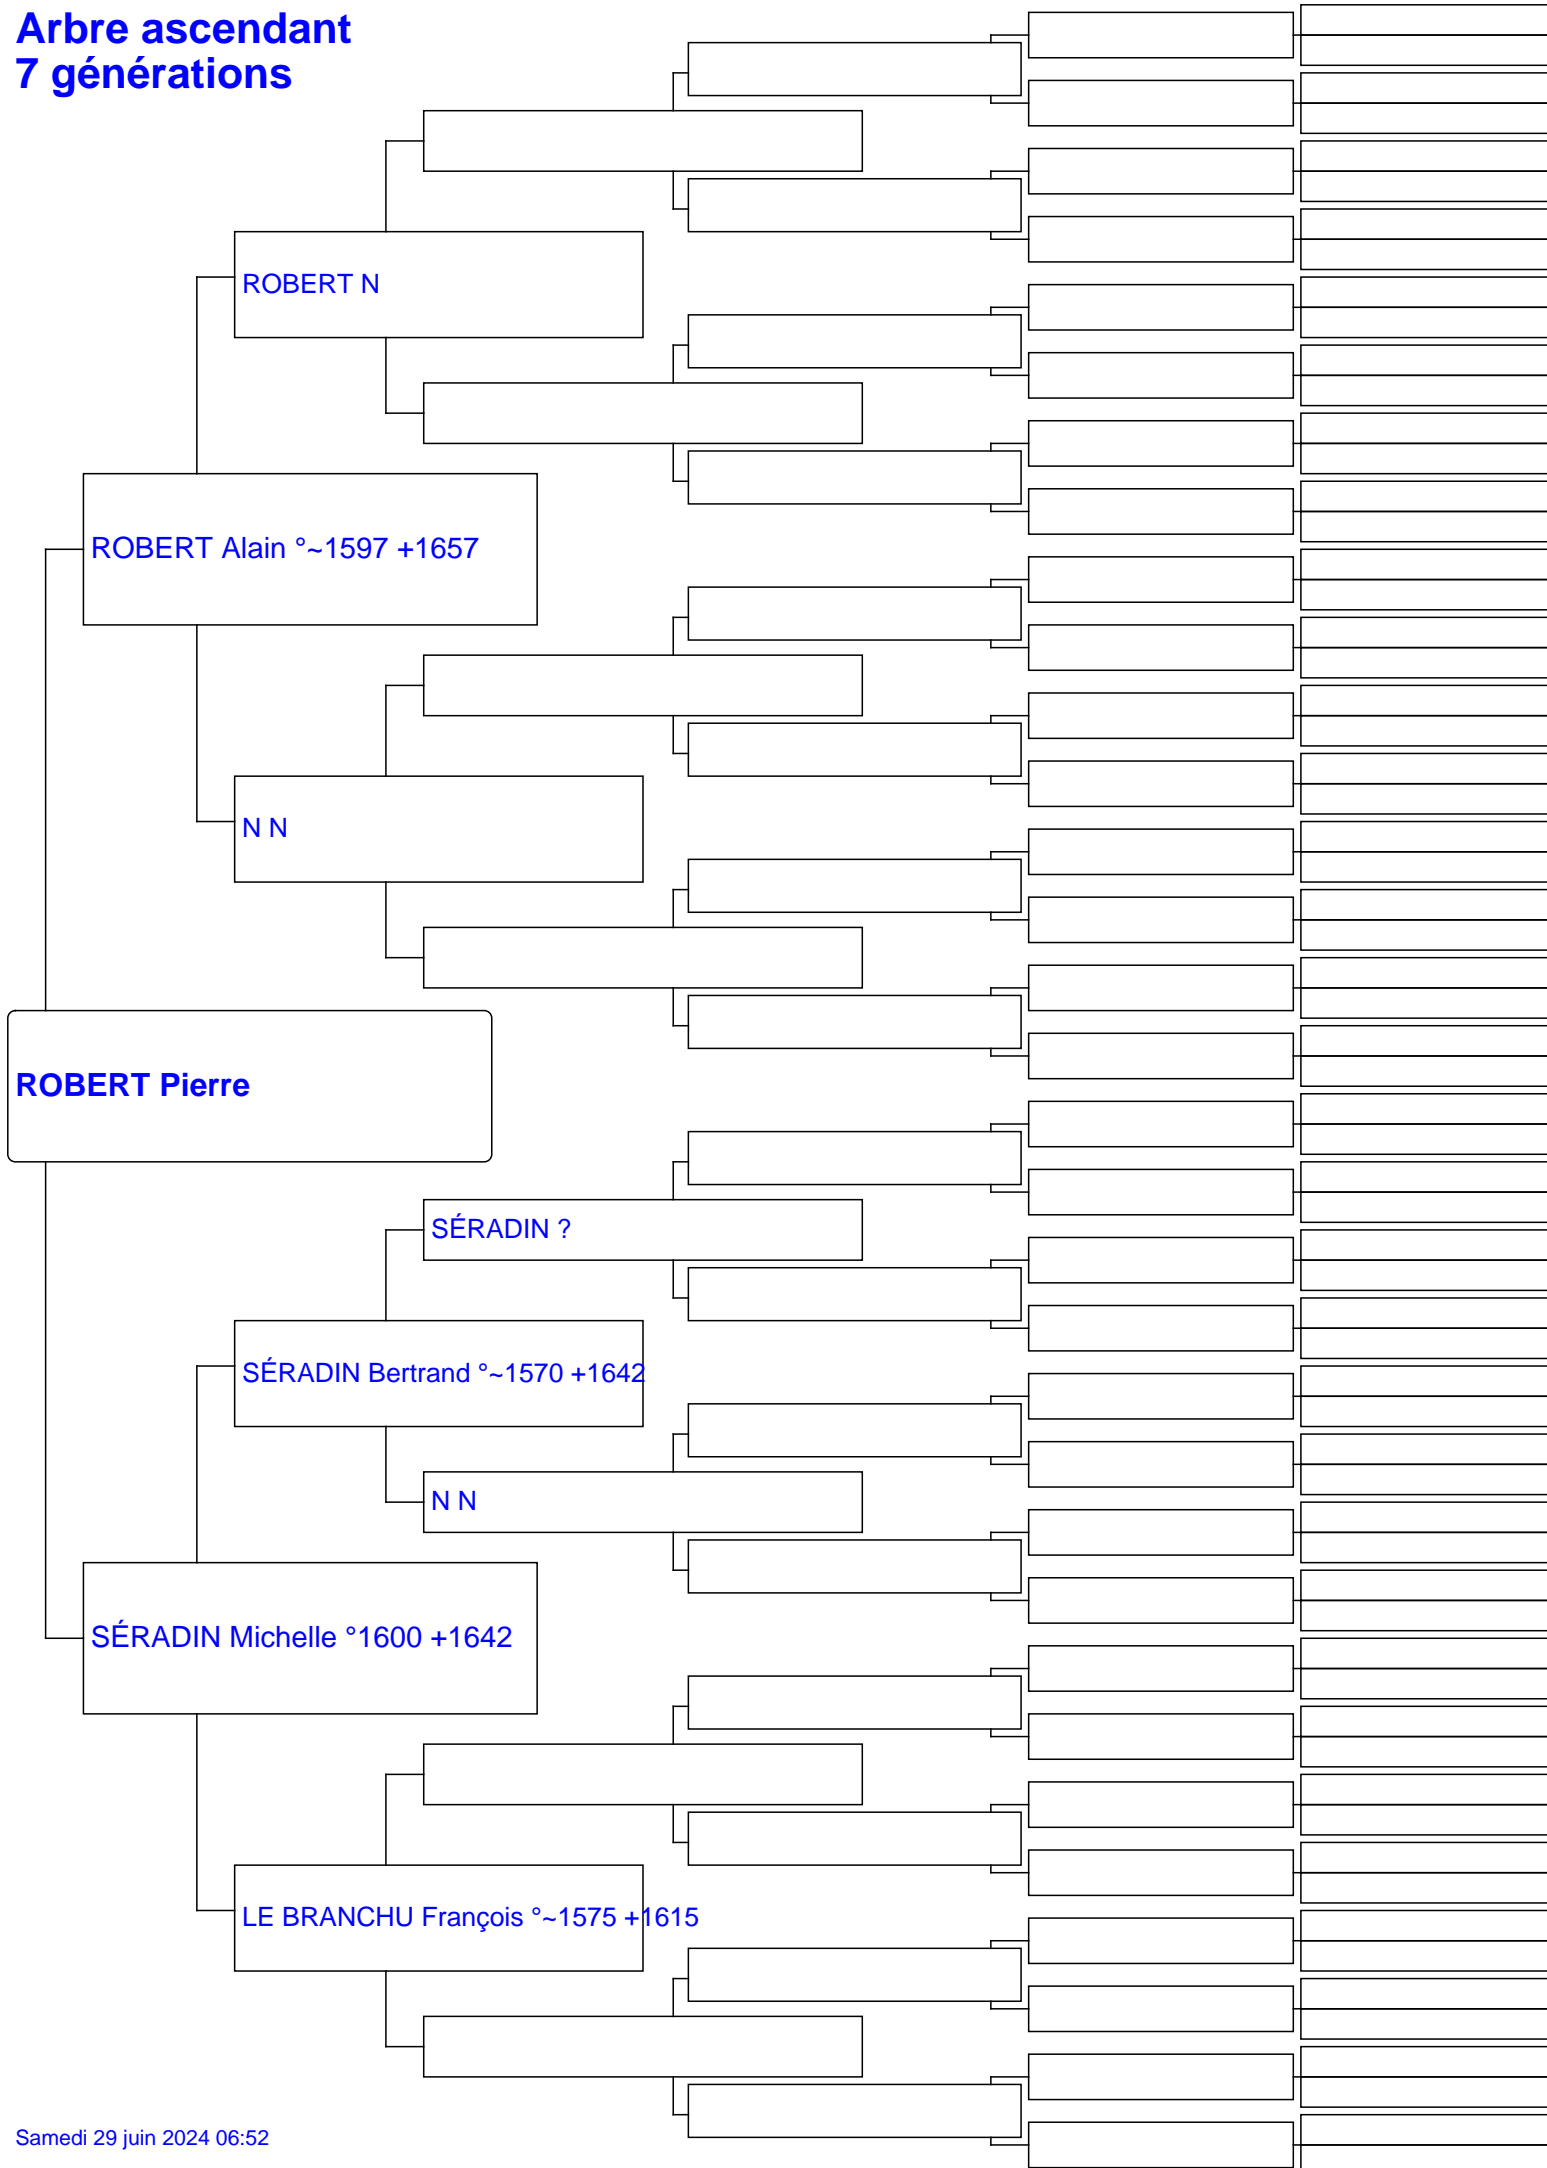 Arbre ascendant
7 générations
ROBERT N
ROBERT Alain °~1597 +1657
N N
ROBERT Pierre
SÉRADIN ?
SÉRADIN Bertrand °~1570 +1642
N N
SÉRADIN Michelle °1600 +1642
LE BRANCHU François °~1575 +1615
Samedi 29 juin 2024 06:52